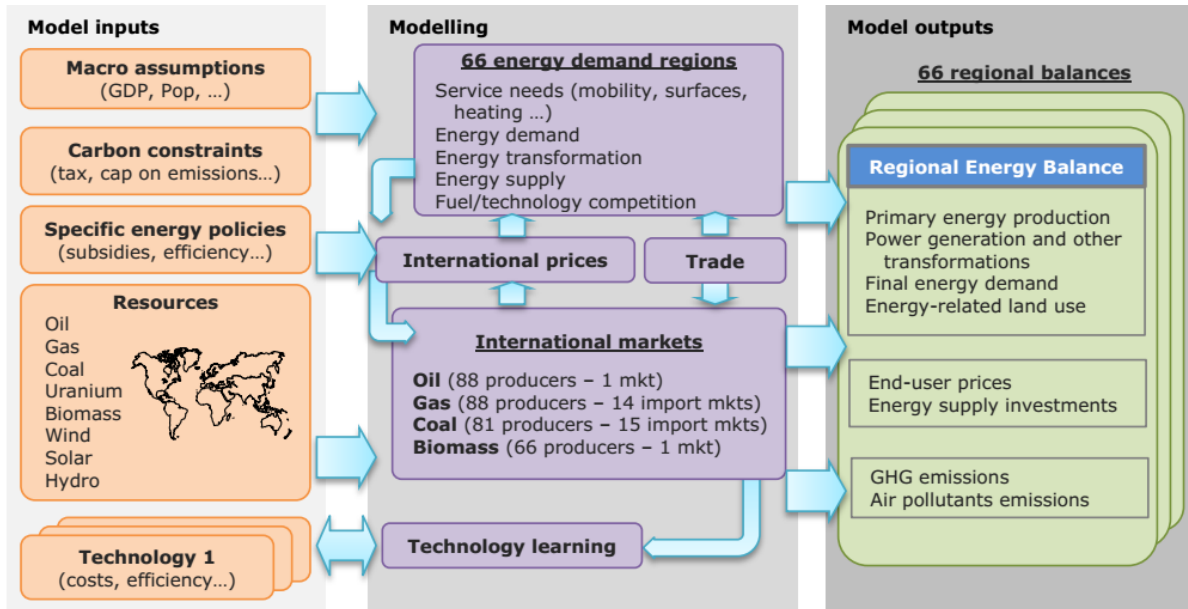 Model inputs
Macro assumptions
(GDP, Pop, …)
Carbon constraints
(tax, cap on emissions…)
Specific energy policies
(subsidies, efficiency…)
Resources
Oil
Gas
Coal
Uranium
Biomass
Wind
Solar
Hydro
Technology 1
(costs, efficiency…)
Modelling
66 energy demand regions
Service needs (mobility, surfaces,
heating …)
Energy demand
Energy transformation
Energy supply
Fuel/technology competition
International prices
Trade
International markets
Oil (88 producers – 1 mkt)
Gas (88 producers – 14 import mkts)
Coal (81 producers – 15 import mkts)
Biomass (66 producers – 1 mkt)
Technology learning
Model outputs
66 regional balances
Regional Energy Balance
Primary energy production
Power generation and other
transformations
Final energy demand
Energy-related land use
End-user prices
Energy supply investments
GHG emissions
Air pollutants emissions